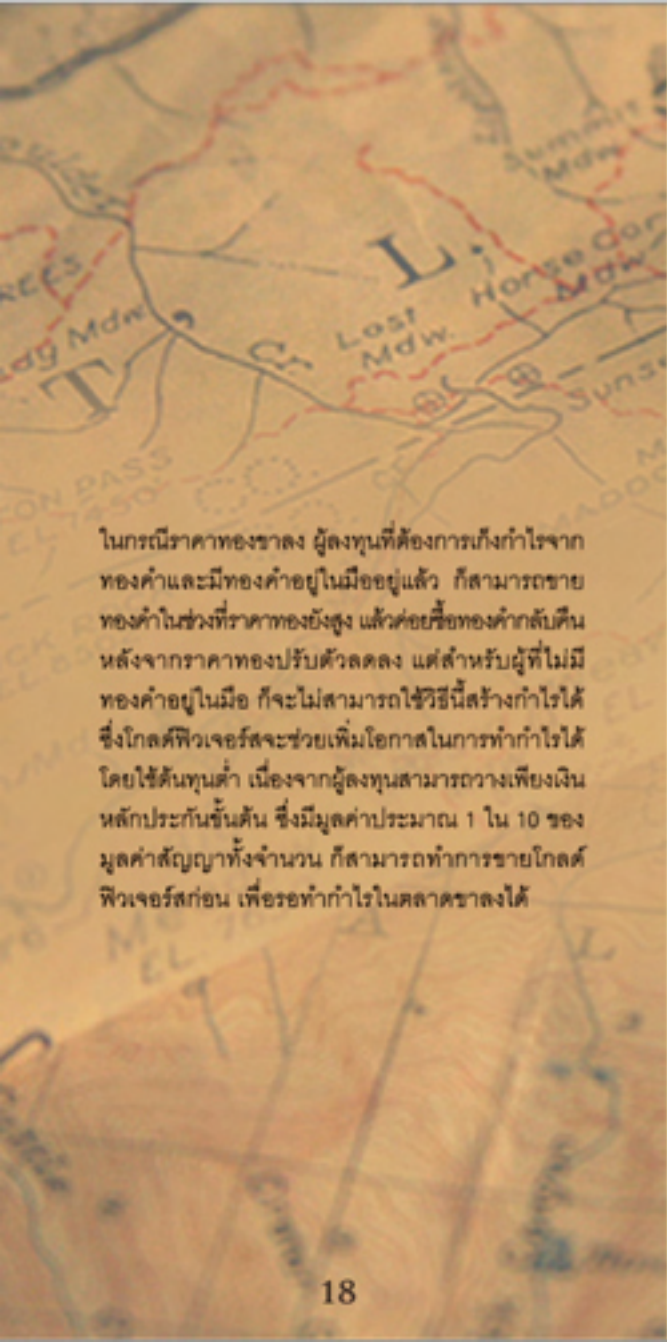 Summit
Mdw.
L.
Horse Cor
Mdw
REES
Lost
Mdw.
Cr
T
TON PASS
EL 7450'
ในกรณีราคาทองขาลง ผู้ลงทุนที่ต้องการเก็งกำไรจาก
ทองคำและมีทองคำอยู่ในมืออยู่แล้ว ก็สามารถขาย
ทองคำในช่วงที่ราคาทองยังสูง แล้วค่อยซื้อทองคำกลับคืน
หลังจากราคาทองปรับตัวลดลง แต่สำหรับผู้ที่ไม่มี
ทองคำอยู่ในมือ ก็จะไม่สามารถใช้วิธีนี้สร้างกำไรได้
ซึ่งโกลด์ฟิวเจอร์สจะช่วยเพิ่มโอกาสในการทำกำไรได้
โดยใช้ต้นทุนต่ำ เนื่องจากผู้ลงทุนสามารถวางเพียงเงิน
หลักประกันขั้นต้น ซึ่งมีมูลค่าประมาณ 1 ใน 10 ของ
มูลค่าสัญญาทั้งจำนวน ก็สามารถทำการขายโกลด์
ฟิวเจอร์สก่อน เพื่อรอทำกำไรในตลาดขาลงได้
18